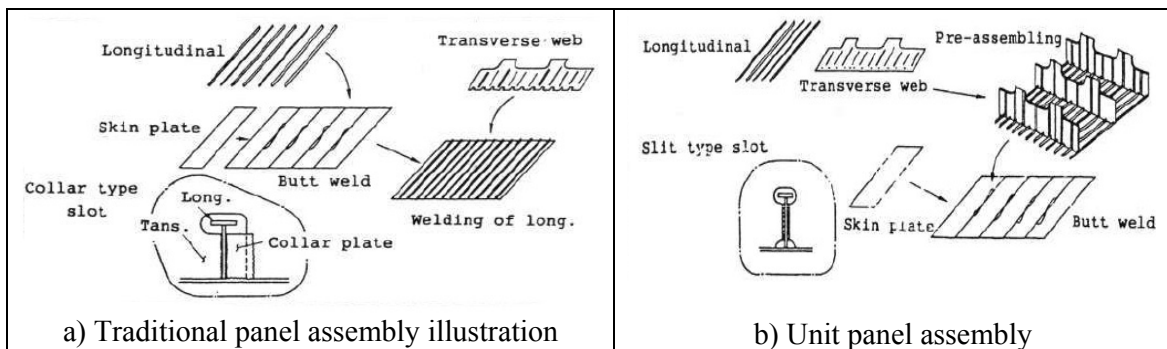 Longitudinal
Transverse web
Skin plate
Butt weld
Collar type
slot
Long.
Tans.
Collar plate
Welding of long.
a) Traditional panel assembly illustration
Longitudinal
Pre-assembling
Transverse web
Slit type slot
Skin plate
Butt weld
b) Unit panel assembly